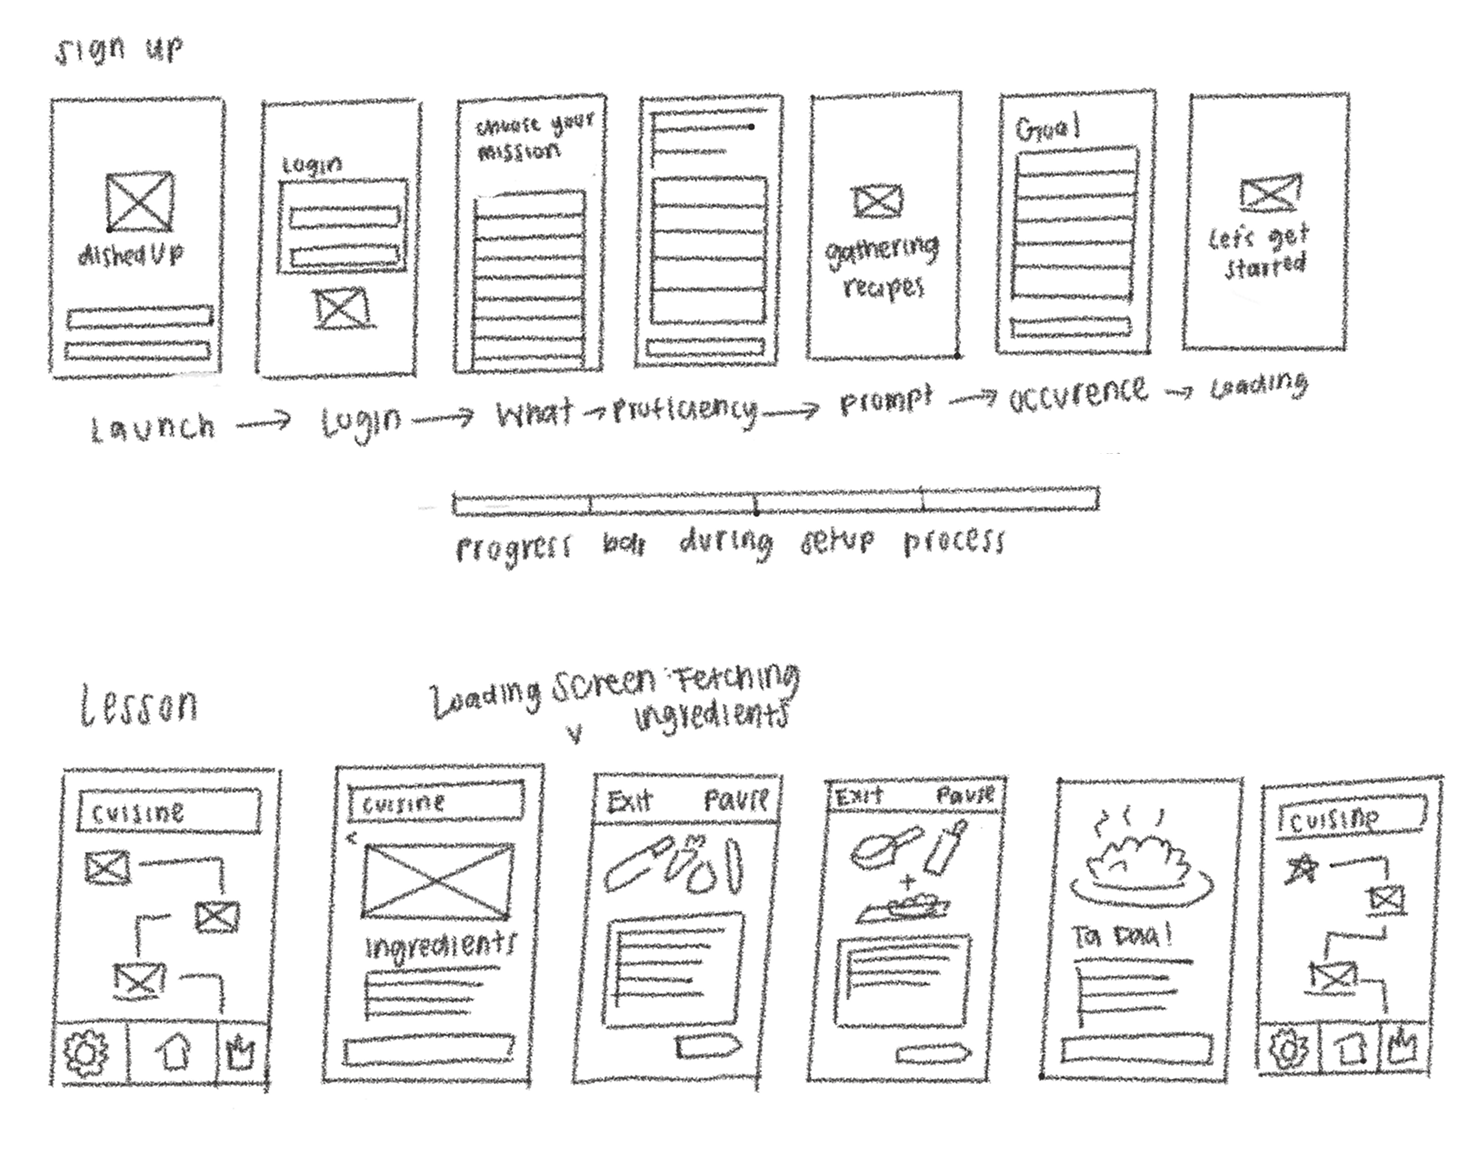 sign up
dished Up
Login
choose your
mission
gathering
recipes
Goal
Let's get
started
Launch → Login → What → Proficiency → Prompt → occurence → Loading
progress bar during setup process
Lesson
Loading Screen: Fetching
ingredients
cuisine
cuisine
ingredients
Exit Pause
Exit Pause
+
Ta Daa!
cuisine